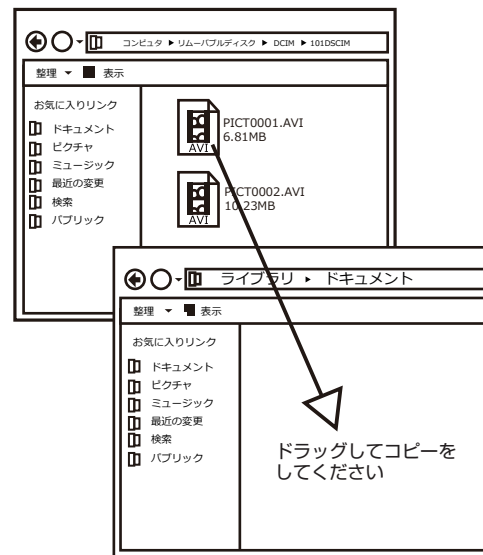 コンピュタ ▶ リムーバブルディスク ▶ DCIM ▶ 101DSCIM
整理 ▼ 表示
お気に入りリンク
ドキュメント
ピクチャ
ミュージック
最近の変更
検索
パブリック
PICT0001.AVI
6.81MB
AVI
PICT0002.AVI
10.23MB
AVI
ライブラリ ▶ ドキュメント
整理 ▼ 表示
お気に入りリンク
ドキュメント
ピクチャ
ミュージック
最近の変更
検索
パブリック
ドラッグしてコピーを
してください